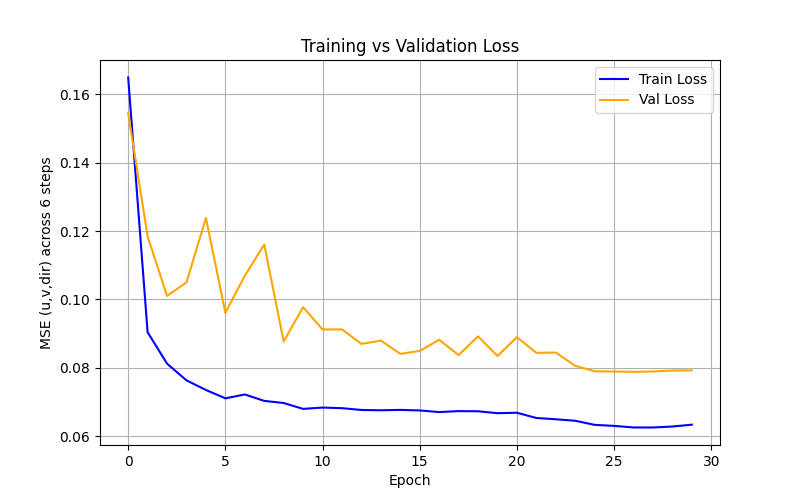 Training vs Validation Loss
Train Loss
Val Loss
MSE (u,v,dir) across 6 steps
0.16
0.14
0.12
0.10
0.08
0.06
0 5 10 15 20 25 30
Epoch